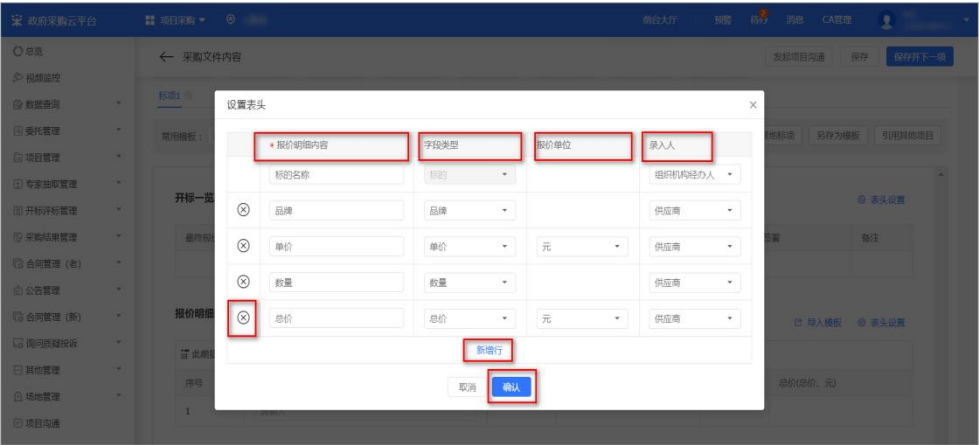 政府采购云平台
项目采购
前台大厅 预警 待办 消息 CA管理
总览
视频监控
数据查询
委托管理
项目管理
专家抽取管理
开标评标管理
采购结果管理
合同管理（老）
公告管理
合同管理（新）
询问质疑投诉
其他管理
场地管理
项目沟通
采购文件内容
发起项目沟通 保存 保存并下一项
标项1
常用模板：
他标项 另存为模板 引用其他项目
开标一览
表头设置
最终报
备注
报价明细
导入模板 表头设置
序号
总价(总价、元)
1
设置表头
* 报价明细内容 字段类型 报价单位 录入人
标的名称 标的 组织机构经办人
品牌 品牌 供应商
单价 单价 元 供应商
数量 数量 供应商
总价 总价 元 供应商
新增行
取消 确认